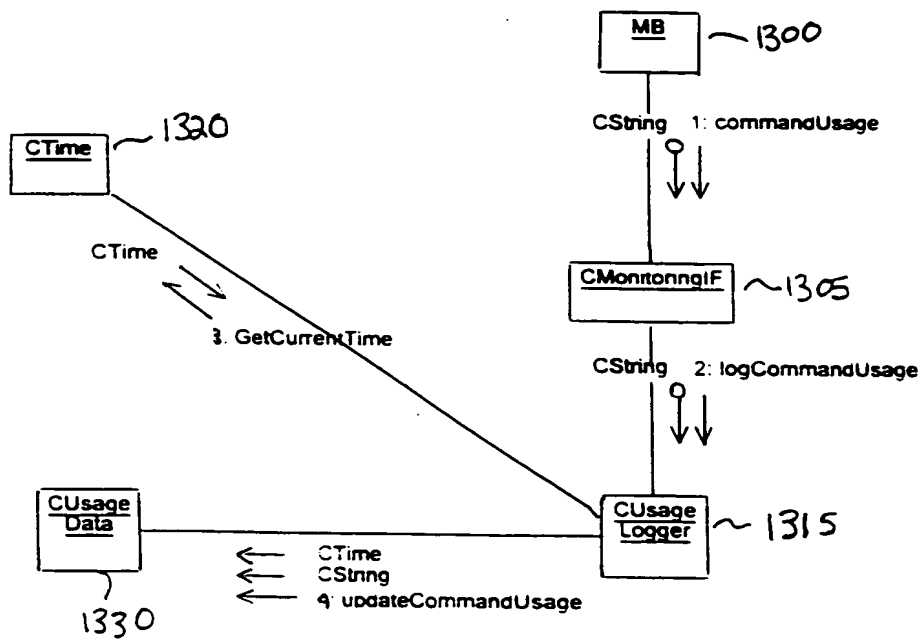 MB
1300
CString 1: commandUsage
1320
CTime
CTime
CMonitoringIF
1305
3. GetCurrentTime
CString 2: logCommandUsage
CUsage
Data
CUsage
Logger
1315
CTime
CString
4: updateCommandUsage
1330